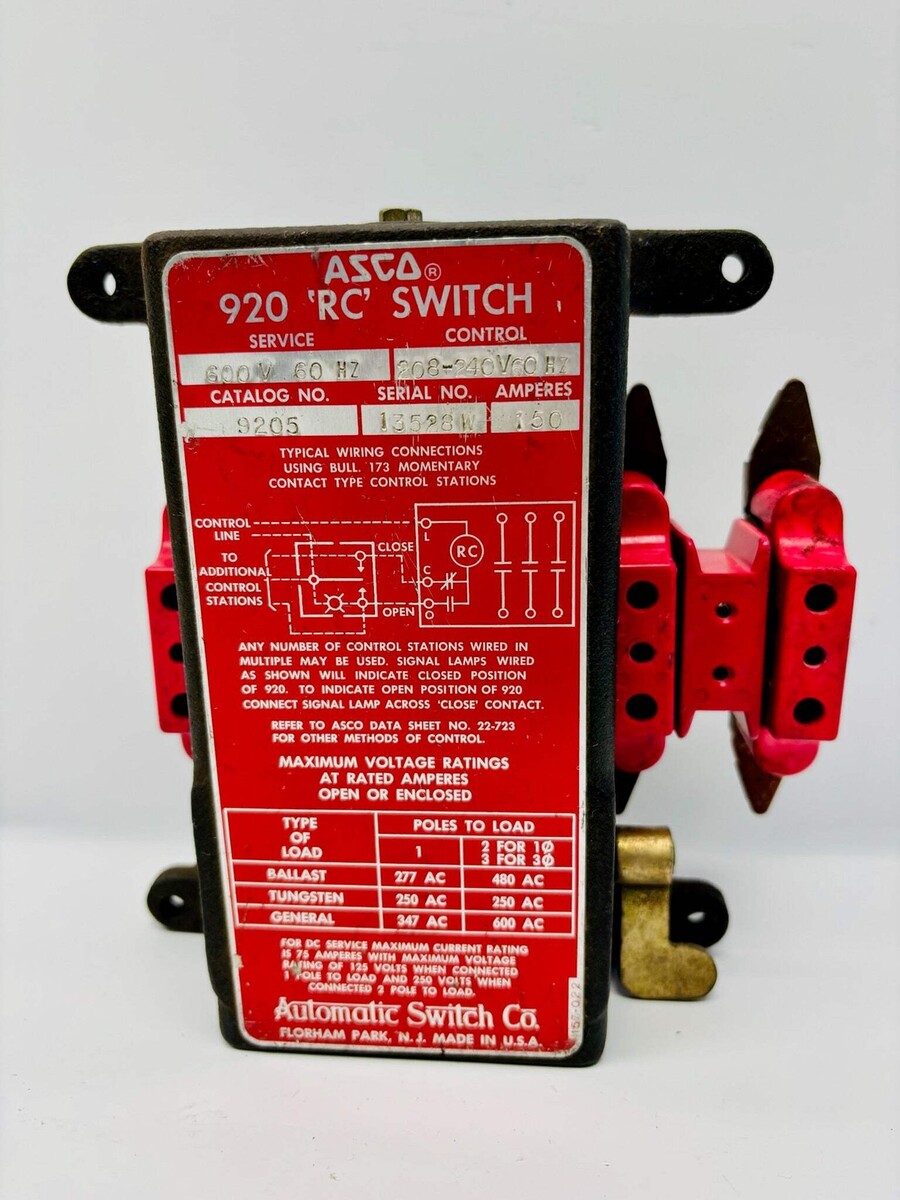 ASCO®
920 'RC' SWITCH
SERVICE CONTROL
600V 60 HZ 208-240V60HZ
CATALOG NO. SERIAL NO. AMPERES
9205 13528W 150
TYPICAL WIRING CONNECTIONS
USING BULL. 173 MOMENTARY
CONTACT TYPE CONTROL STATIONS
CONTROL
LINE
TO
ADDITIONAL
CONTROL
STATIONS
CLOSE
OPEN
L
RC
C
O
ANY NUMBER OF CONTROL STATIONS WIRED IN
MULTIPLE MAY BE USED. SIGNAL LAMPS WIRED
AS SHOWN WILL INDICATE CLOSED POSITION
OF 920. TO INDICATE OPEN POSITION OF 920
CONNECT SIGNAL LAMP ACROSS 'CLOSE' CONTACT.
REFER TO ASCO DATA SHEET NO. 22-723
FOR OTHER METHODS OF CONTROL.
MAXIMUM VOLTAGE RATINGS
AT RATED AMPERES
OPEN OR ENCLOSED
TYPE
OF
LOAD
POLES TO LOAD
1
2 FOR 1Ø
3 FOR 3Ø
BALLAST 277 AC 480 AC
TUNGSTEN 250 AC 250 AC
GENERAL 347 AC 600 AC
FOR DC SERVICE MAXIMUM CURRENT RATING
IS 75 AMPERES WITH MAXIMUM VOLTAGE
RATING OF 125 VOLTS WHEN CONNECTED
1 POLE TO LOAD AND 250 VOLTS WHEN
CONNECTED 2 POLE TO LOAD.
Automatic Switch Co.
FLORHAM PARK, N.J. MADE IN U.S.A.